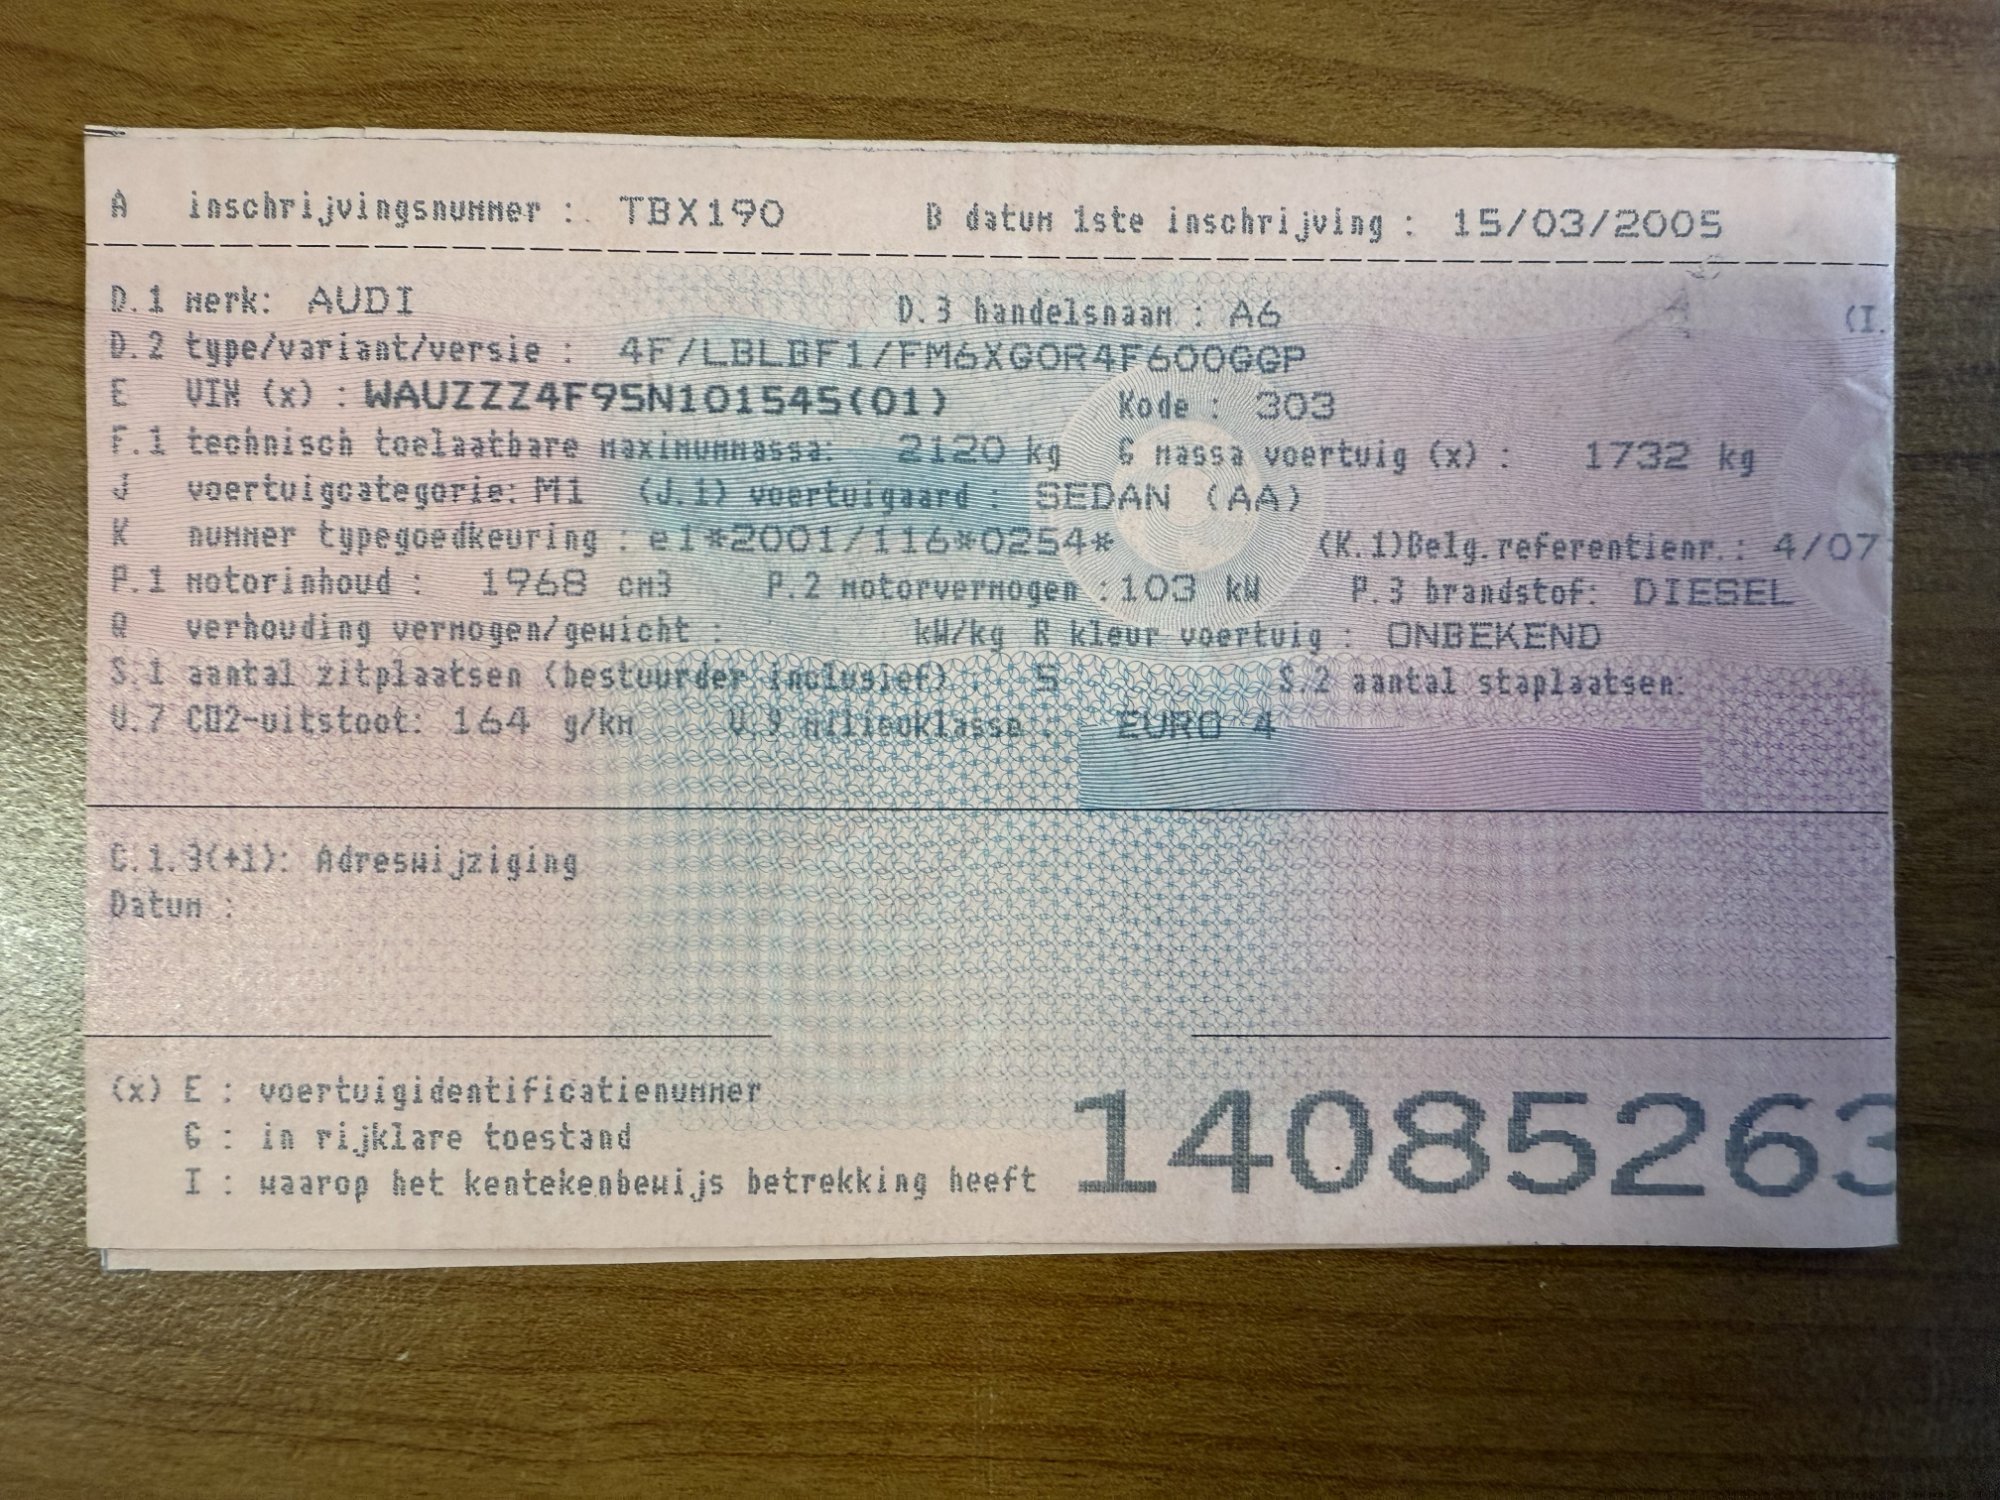 A inschrijvingsnummer : TBX190 B datum 1ste inschrijving : 15/03/2005
D.1 merk: AUDI D.3 handelsnaam : A6 (I.
D.2 type/variant/versie : 4F/LBLBF1/FM6XGOR4F600GGP
E VIN (x) : WAUZZZ4F95N101545(01) Kode : 303
F.1 technisch toelaatbare maximummassa: 2120 kg G massa voertuig (x) : 1732 kg
J voertuigcategorie: M1 (J.1) voertuigaard : SEDAN (AA)
K nummer typegoedkeuring : e1*2001/116*0254* (K.1)Belg.referentienr.: 4/07
P.1 motorinhoud : 1968 cm3 P.2 motorvermogen :103 kW P.3 brandstof: DIESEL
Q verhouding vermogen/gewicht : kW/kg R kleur voertuig : ONBEKEND
S.1 aantal zitplaatsen (bestuurder inclusief) : 5 S.2 aantal staplaatsen:
V.7 CO2-uitstoot: 164 g/km V.9 milieuklasse : EURO 4
C.1.3(+1): Adreswijziging
Datum :
(x) E : voertuigidentificatienummer
G : in rijklare toestand
I : waarop het kentekenbewijs betrekking heeft
14085263